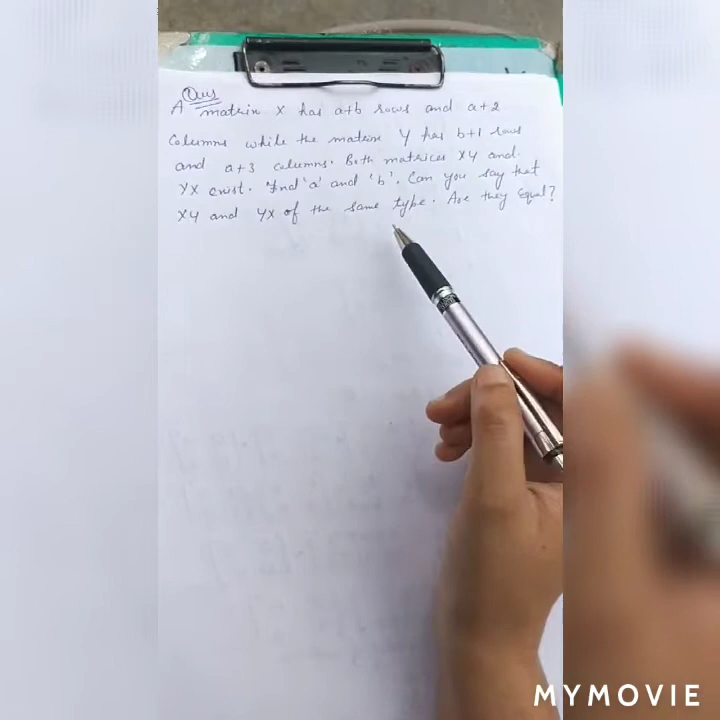 Ques
A matrix X has a+b rows and a+2
Columns while the matrix Y has b+1 rows
and a+3 columns. Both matrices XY and
YX exist. Find 'a' and 'b'. Can you say that
XY and YX of the same type. Are they Equal?
MYMOVIE